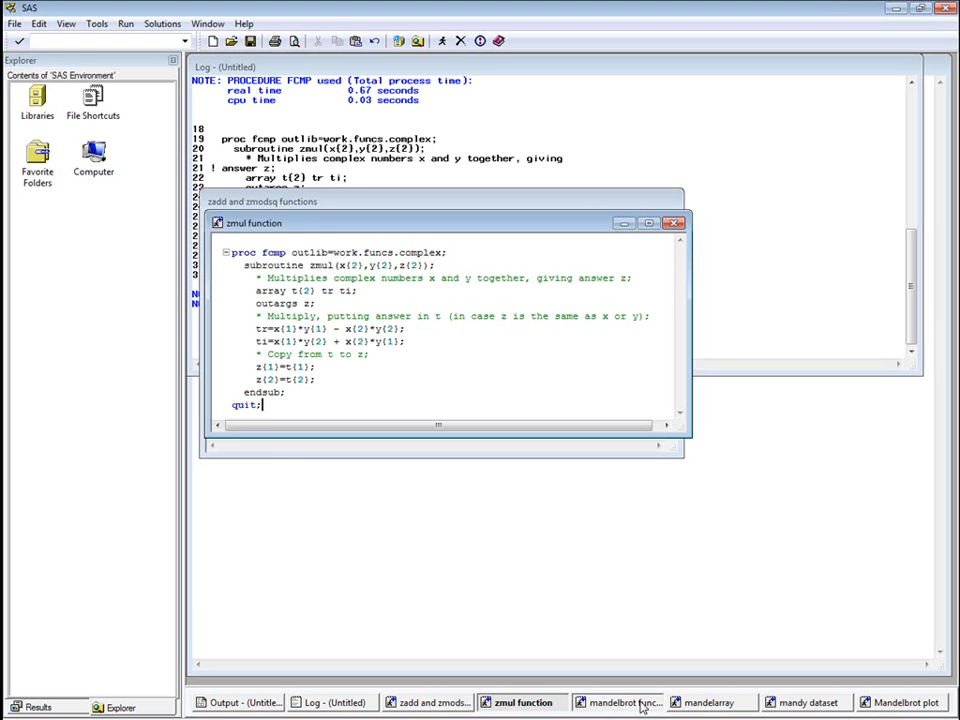 SAS
File Edit View Tools Run Solutions Window Help
Explorer
Contents of 'SAS Environment'
Libraries File Shortcuts
Favorite Folders Computer
Log - (Untitled)
NOTE: PROCEDURE FCMP used (Total process time):
real time 0.67 seconds
cpu time 0.03 seconds
18
19 proc fcmp outlib=work.funcs.complex;
20 subroutine zmul(x{2},y{2},z{2});
21 * Multiplies complex numbers x and y together, giving
21 ! answer z;
22 array t{2} tr ti;
zadd and zmodsq functions
zmul function
proc fcmp outlib=work.funcs.complex;
subroutine zmul(x{2},y{2},z{2});
* Multiplies complex numbers x and y together, giving answer z;
array t{2} tr ti;
outargs z;
* Multiply, putting answer in t (in case z is the same as x or y);
tr=x{1}*y{1} - x{2}*y{2};
ti=x{1}*y{2} + x{2}*y{1};
* Copy from t to z;
z{1}=t{1};
z{2}=t{2};
endsub;
quit;
Results Explorer
Output - (Untitle... Log - (Untitled) zadd and zmods... zmul function mandelbrot func... mandelarray mandy dataset Mandelbrot plot